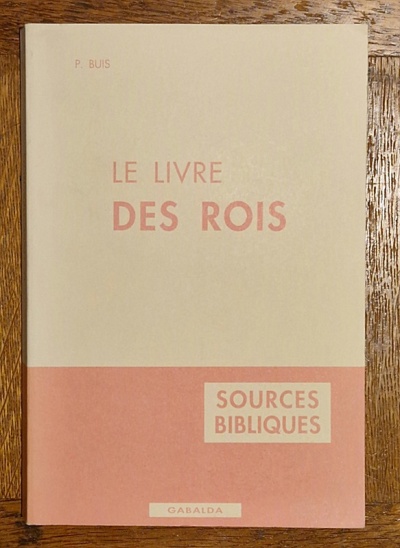 P. BUIS
LE LIVRE
DES ROIS
SOURCES
BIBLIQUES
GABALDA